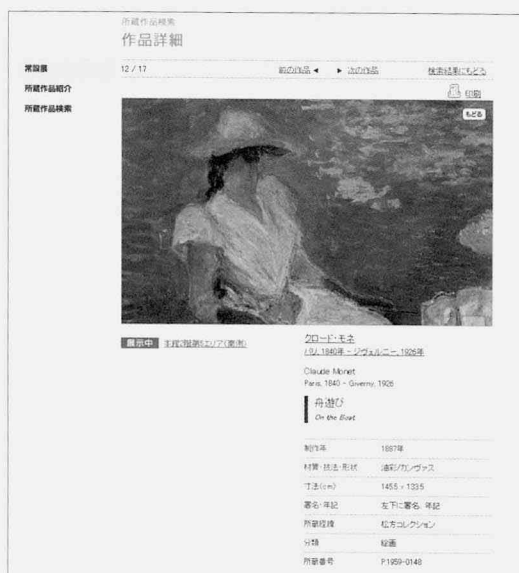 所蔵作品検索
作品詳細
常設展
所蔵作品紹介
所蔵作品検索
12 / 17
前の作品 ◀ ▶ 次の作品
検索結果にもどる
印刷
もどる
展示中
クロード・モネ
パリ, 1840年 - ジヴェルニー, 1926年
Claude Monet
Paris, 1840 - Giverny, 1926
舟遊び
On the Boat
制作年 1887年
材質・技法・形状 油彩/カンヴァス
寸法(cm) 145.5 x 133.5
署名・年記 左下に署名、年記
所蔵経緯 松方コレクション
分類 絵画
所蔵番号 P.1959-0148